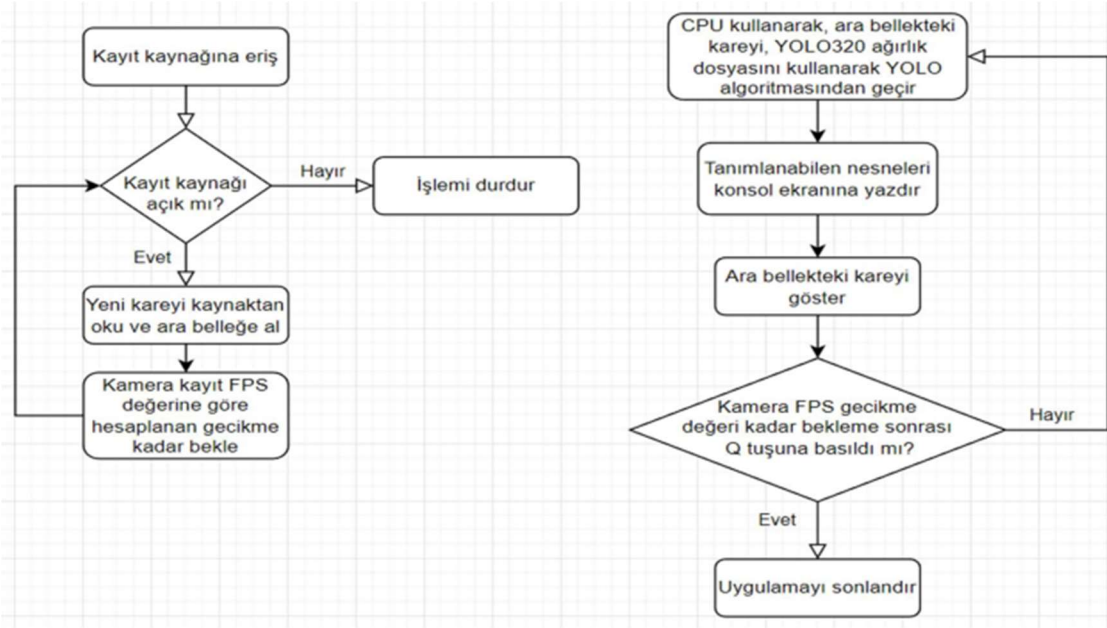 Kayıt kaynağına eriş
Kayıt kaynağı
açık mı?
Hayır
İşlemi durdur
Evet
Yeni kareyi kaynaktan
oku ve ara belleğe al
Kamera kayıt FPS
değerine göre
hesaplanan gecikme
kadar bekle
CPU kullanarak, ara bellekteki
kareyi, YOLO320 ağırlık
dosyasını kullanarak YOLO
algoritmasından geçir
Tanımlanabilen nesneleri
konsol ekranına yazdır
Ara bellekteki kareyi
göster
Kamera FPS gecikme
değeri kadar bekleme sonrası
Q tuşuna basıldı mı?
Hayır
Evet
Uygulamayı sonlandır